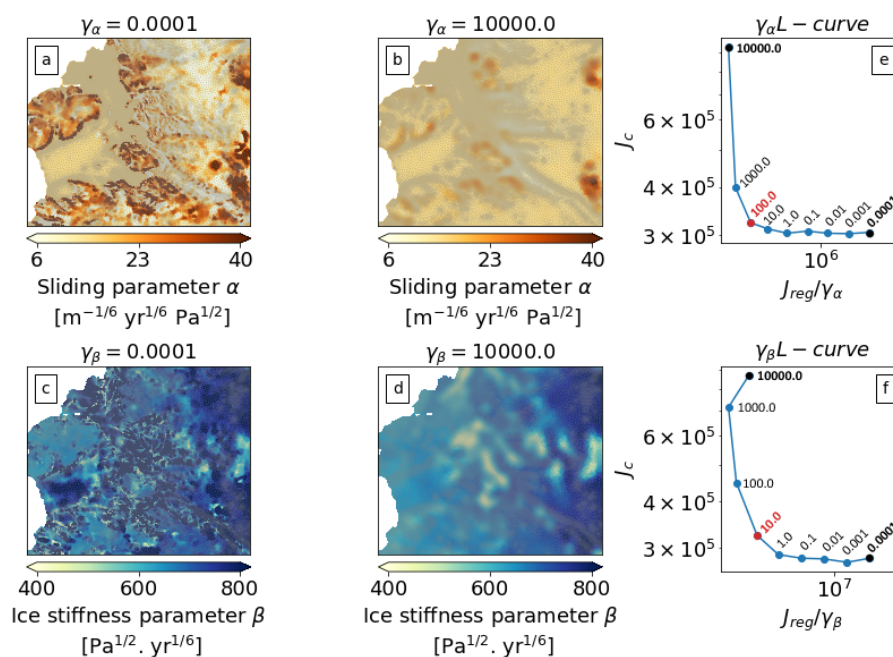 γα = 0.0001
a
6 23 40
Sliding parameter α
[m⁻¹/⁶ yr¹/⁶ Pa¹/²]
γα = 10000.0
b
6 23 40
Sliding parameter α
[m⁻¹/⁶ yr¹/⁶ Pa¹/²]
γαL − curve
e
10000.0
6 × 10⁵
1000.0
4 × 10⁵
100.0
10.0
1.0
0.1
0.01
0.001
0.0001
3 × 10⁵
Jc
10⁶
Jreg/γα
γβ = 0.0001
c
400 600 800
Ice stiffness parameter β
[Pa¹/². yr¹/⁶]
γβ = 10000.0
d
400 600 800
Ice stiffness parameter β
[Pa¹/². yr¹/⁶]
γβL − curve
f
10000.0
1000.0
6 × 10⁵
100.0
4 × 10⁵
10.0
1.0
0.1
0.01
0.001
0.0001
3 × 10⁵
Jc
10⁷
Jreg/γβ